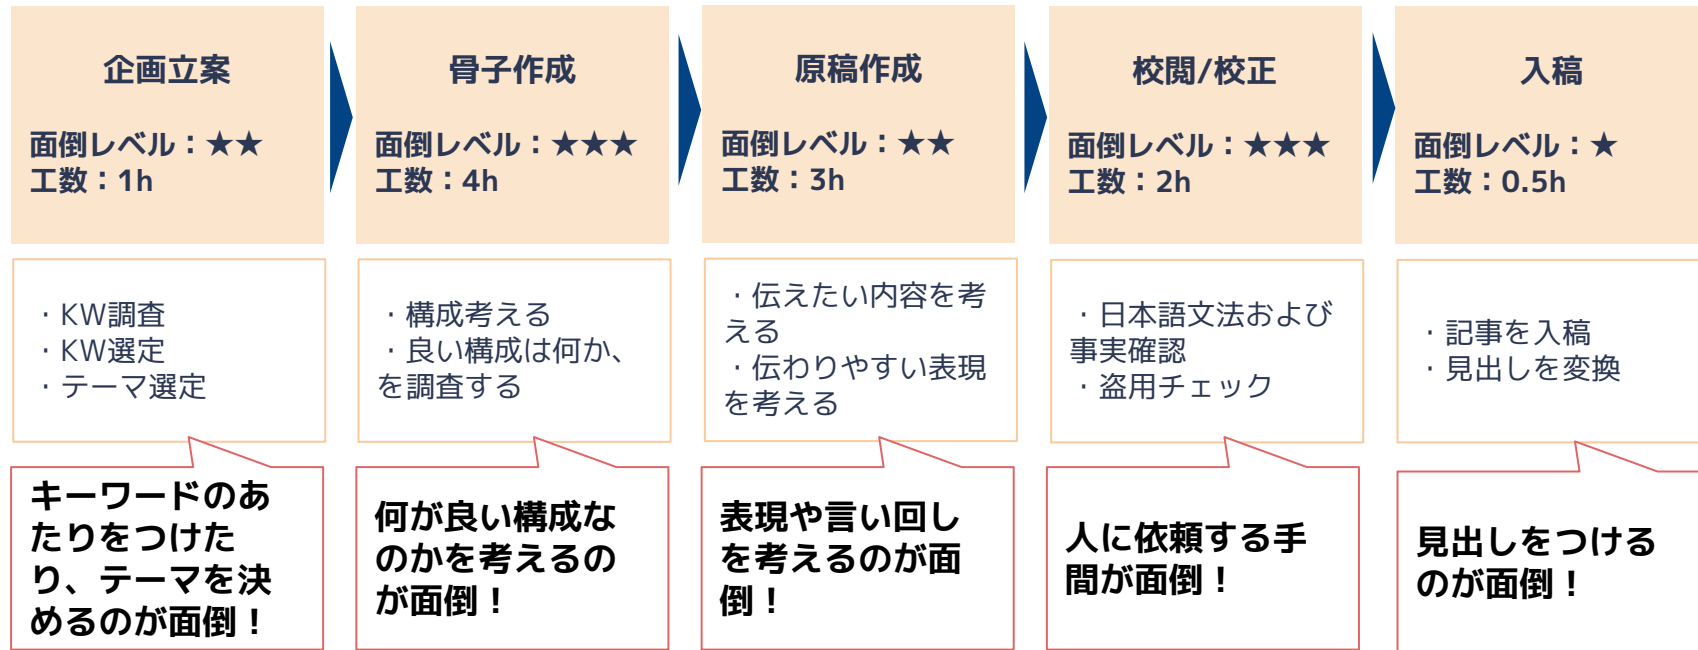 企画立案
面倒レベル：★★
工数：1h
骨子作成
面倒レベル：★★★
工数：4h
原稿作成
面倒レベル：★★
工数：3h
校閲/校正
面倒レベル：★★★
工数：2h
入稿
面倒レベル：★
工数：0.5h
・KW調査
・KW選定
・テーマ選定
・構成考える
・良い構成は何か、
を調査する
・伝えたい内容を考
える
・伝わりやすい表現
を考える
・日本語文法および
事実確認
・盗用チェック
・記事を入稿
・見出しを変換
キーワードのあ
たりをつけた
り、テーマを決
めるのが面倒！
何が良い構成な
のかを考えるの
が面倒！
表現や言い回し
を考えるのが面
倒！
人に依頼する手
間が面倒！
見出しをつける
のが面倒！